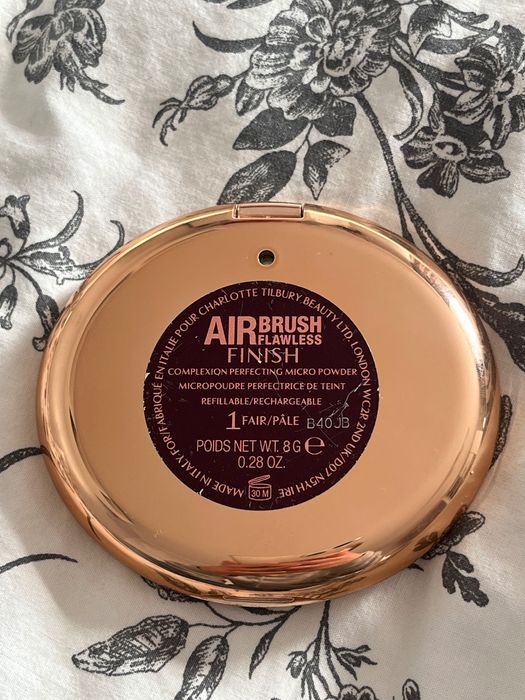 AIRBRUSH
FLAWLESS
FINISH
COMPLEXION PERFECTING MICRO POWDER
MICROPOUDRE PERFECTRICE DE TEINT
REFILLABLE/RECHARGEABLE
1 FAIR/PÂLE B40JB
POIDS NET WT. 8 G ℮
0.28 OZ.
30 M
MADE IN ITALY FOR/FABRIQUÉ EN ITALIE POUR CHARLOTTE TILBURY BEAUTY LTD, LONDON WC2R 2ND UK/D07 N5YH IRE